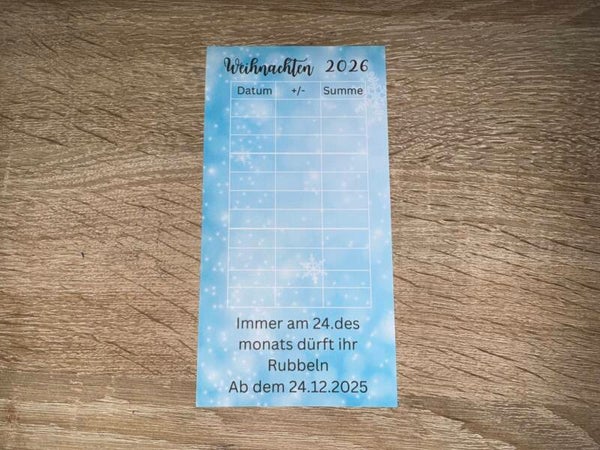 Weihnachten 2026
Datum +/- Summe
Immer am 24.des
monats dürft ihr
Rubbeln
Ab dem 24.12.2025